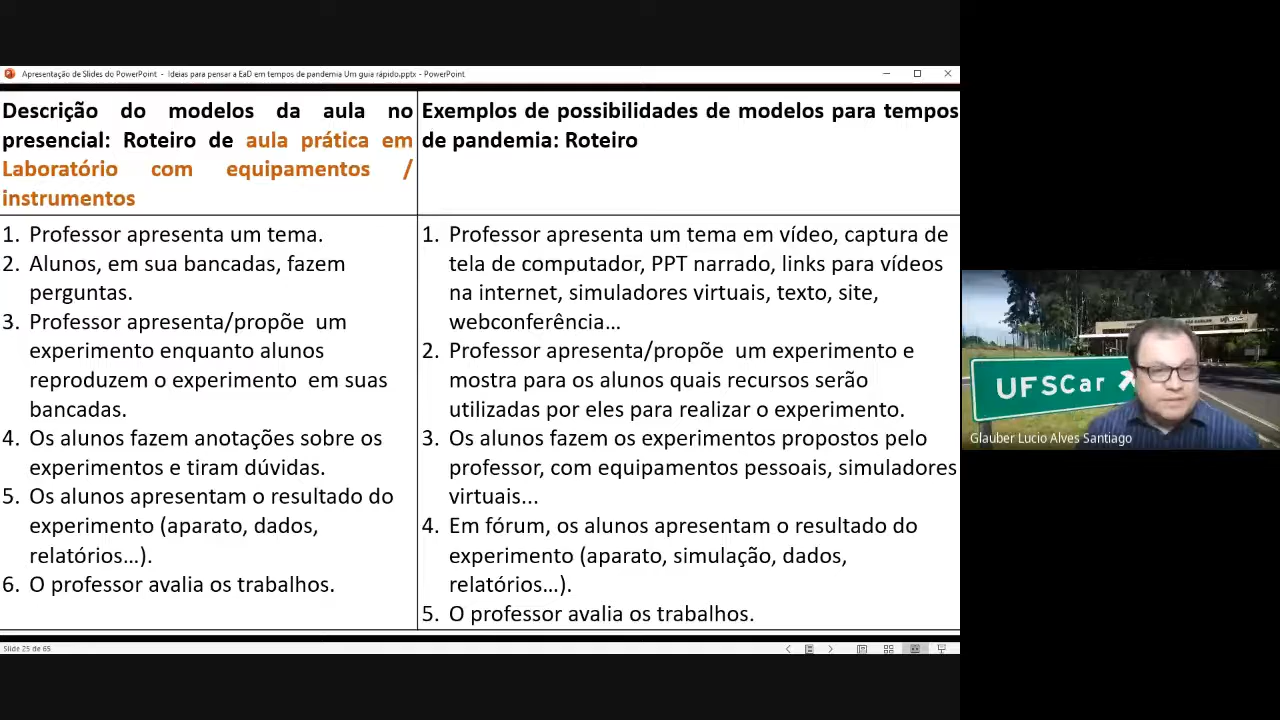 Apresentação de Slides do PowerPoint - Ideias para pensar a EaD em tempos de pandemia Um guia rápido.pptx - PowerPoint
Descrição do modelos da aula no
presencial: Roteiro de aula prática em
Laboratório com equipamentos /
instrumentos
Exemplos de possibilidades de modelos para tempos
de pandemia: Roteiro
1. Professor apresenta um tema.
2. Alunos, em sua bancadas, fazem
perguntas.
3. Professor apresenta/propõe um
experimento enquanto alunos
reproduzem o experimento em suas
bancadas.
4. Os alunos fazem anotações sobre os
experimentos e tiram dúvidas.
5. Os alunos apresentam o resultado do
experimento (aparato, dados,
relatórios...).
6. O professor avalia os trabalhos.
1. Professor apresenta um tema em vídeo, captura de
tela de computador, PPT narrado, links para vídeos
na internet, simuladores virtuais, texto, site,
webconferência...
2. Professor apresenta/propõe um experimento e
mostra para os alunos quais recursos serão
utilizadas por eles para realizar o experimento.
3. Os alunos fazem os experimentos propostos pelo
professor, com equipamentos pessoais, simuladores
virtuais...
4. Em fórum, os alunos apresentam o resultado do
experimento (aparato, simulação, dados,
relatórios...).
5. O professor avalia os trabalhos.
Slide 25 de 65
UFSCar
Glauber Lucio Alves Santiago